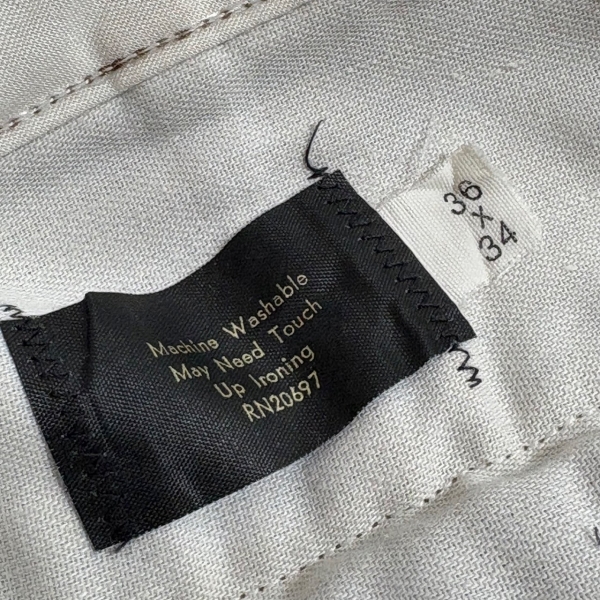 Machine Washable
May Need Touch
Up Ironing
RN20697
36
x
34